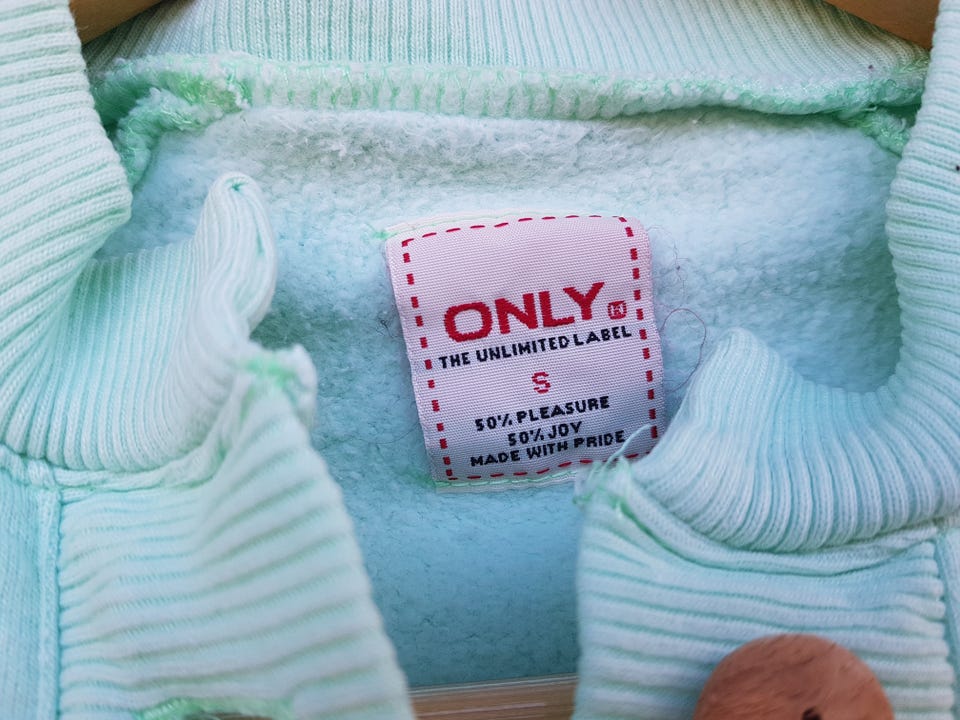 ONLY
THE UNLIMITED LABEL
S
50% PLEASURE
50% JOY
MADE WITH PRIDE